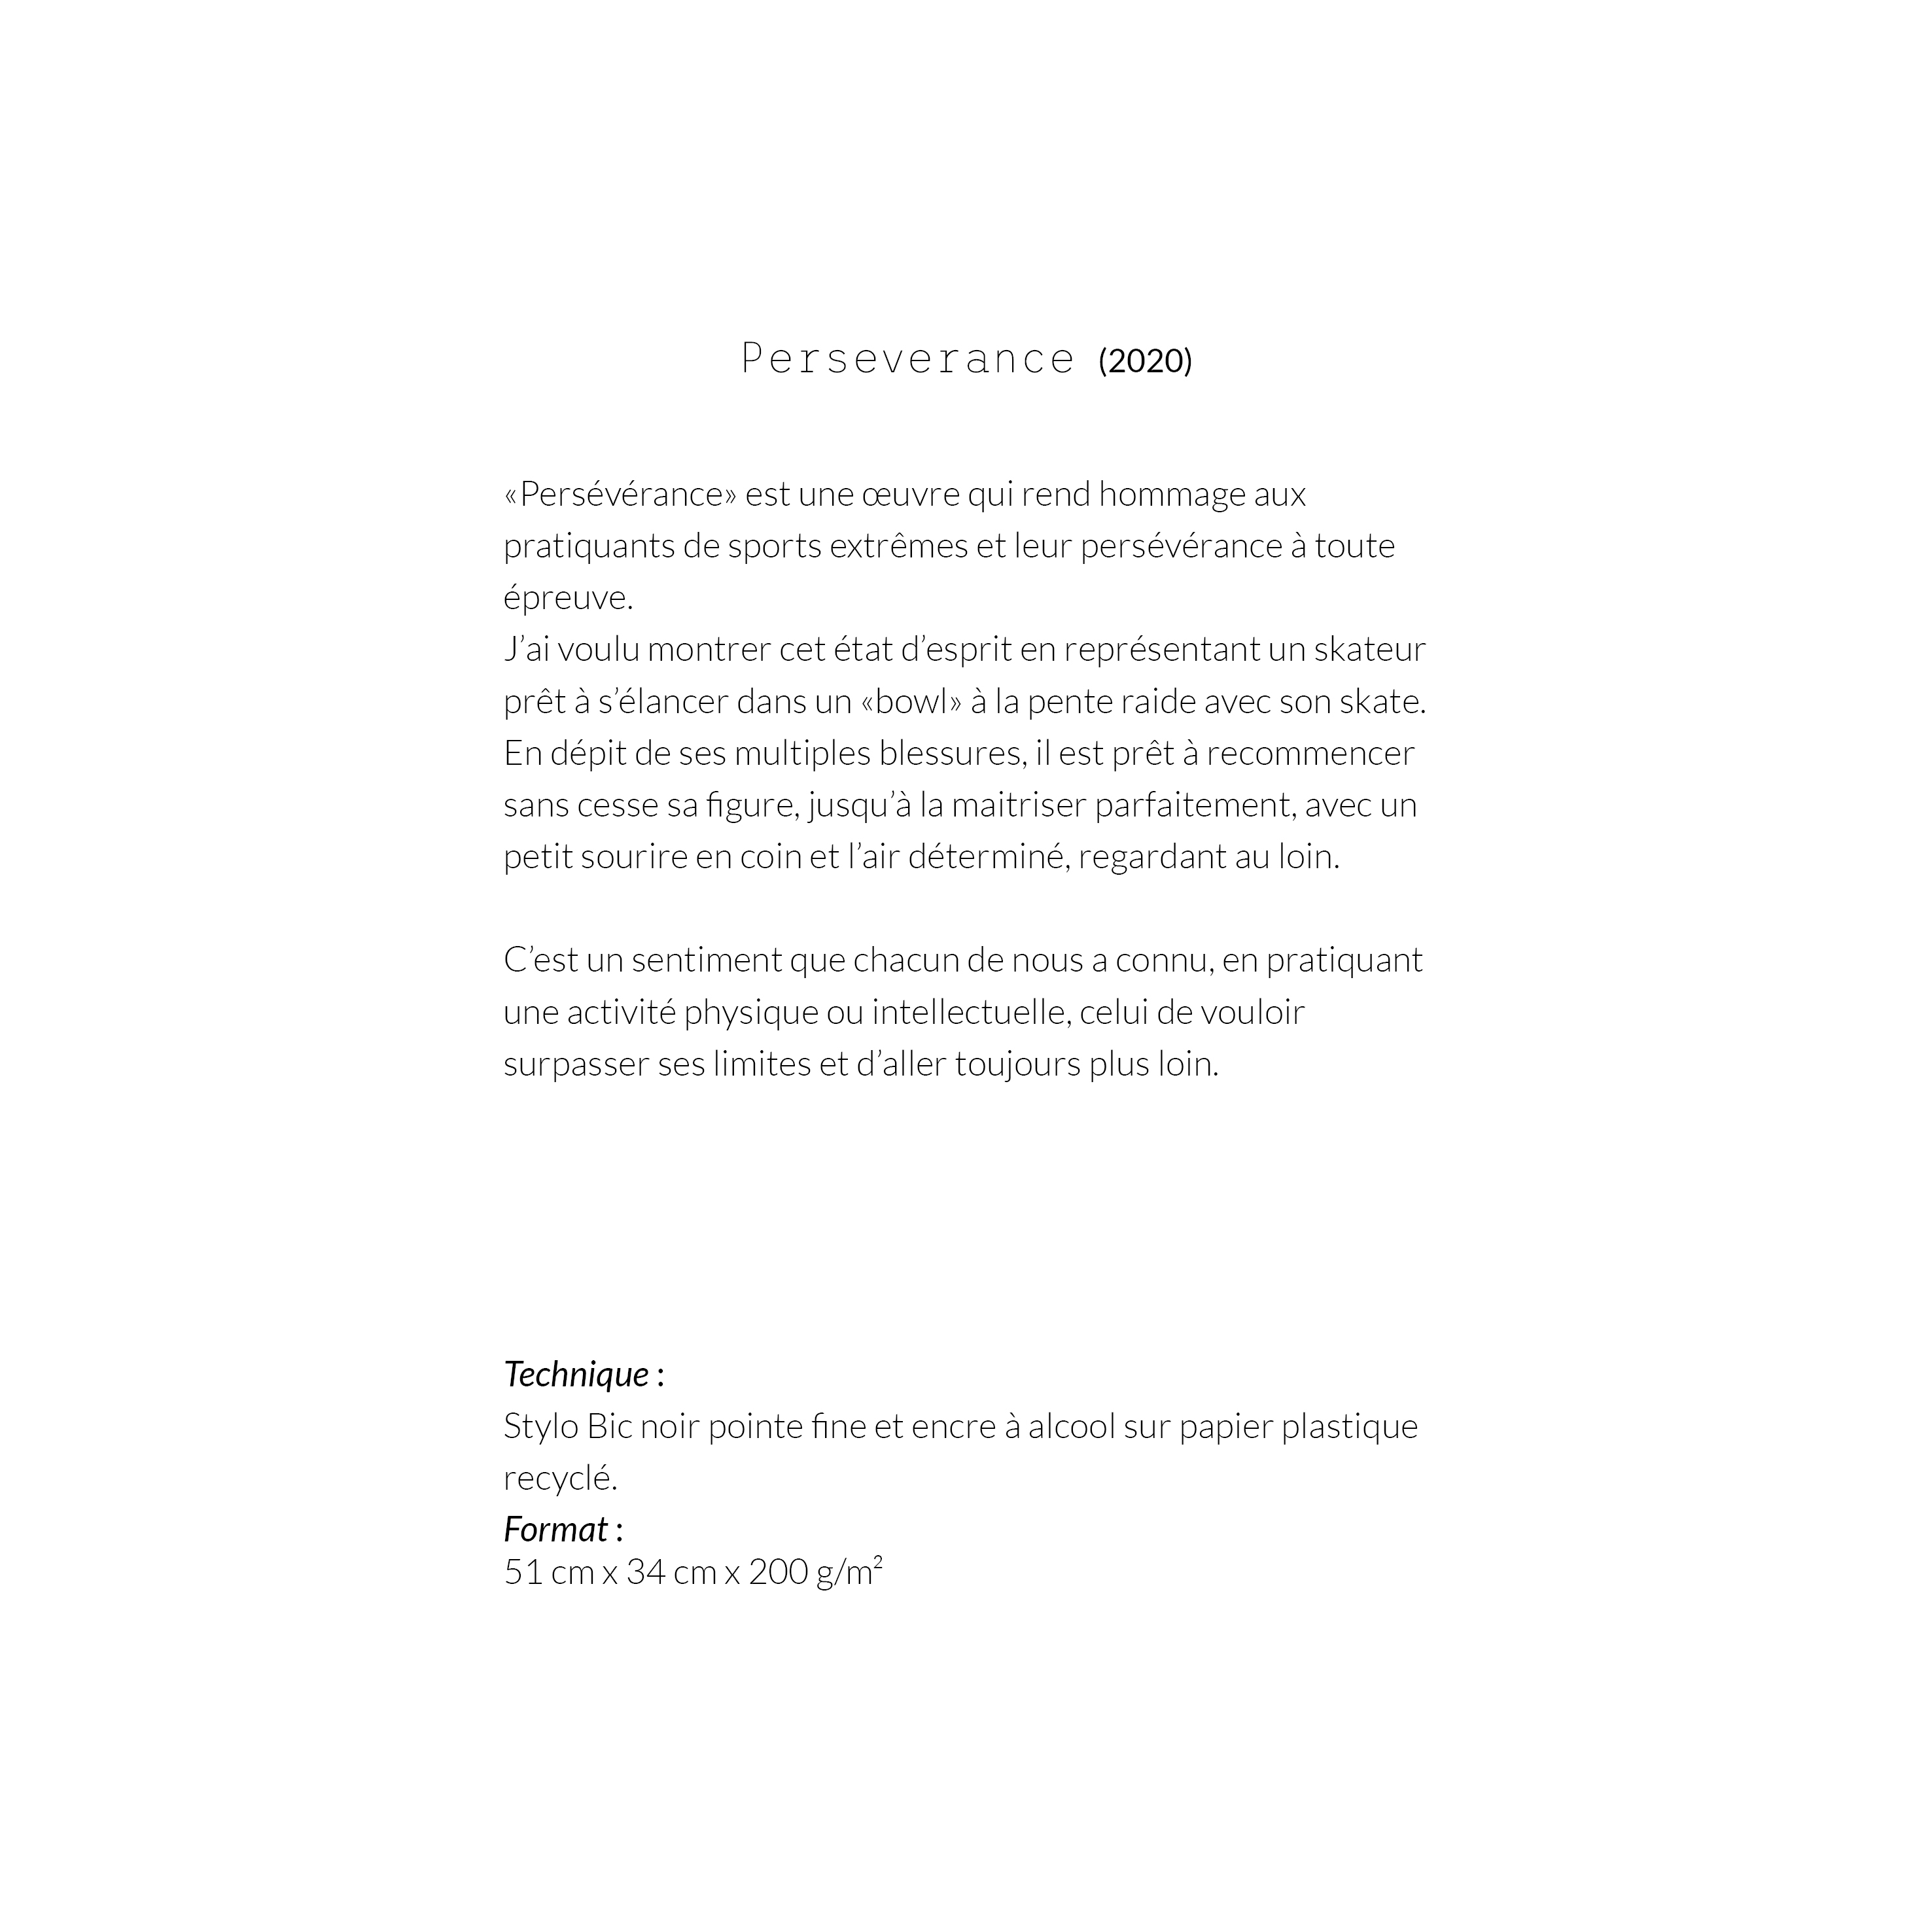 Perseverance (2020)
«Persévérance» est une œuvre qui rend hommage aux
pratiquants de sports extrêmes et leur persévérance à toute
épreuve.
J’ai voulu montrer cet état d’esprit en représentant un skateur
prêt à s’élancer dans un «bowl» à la pente raide avec son skate.
En dépit de ses multiples blessures, il est prêt à recommencer
sans cesse sa figure, jusqu’à la maitriser parfaitement, avec un
petit sourire en coin et l’air déterminé, regardant au loin.
C’est un sentiment que chacun de nous a connu, en pratiquant
une activité physique ou intellectuelle, celui de vouloir
surpasser ses limites et d’aller toujours plus loin.
Technique :
Stylo Bic noir pointe fine et encre à alcool sur papier plastique
recyclé.
Format :
51 cm x 34 cm x 200 g/m²